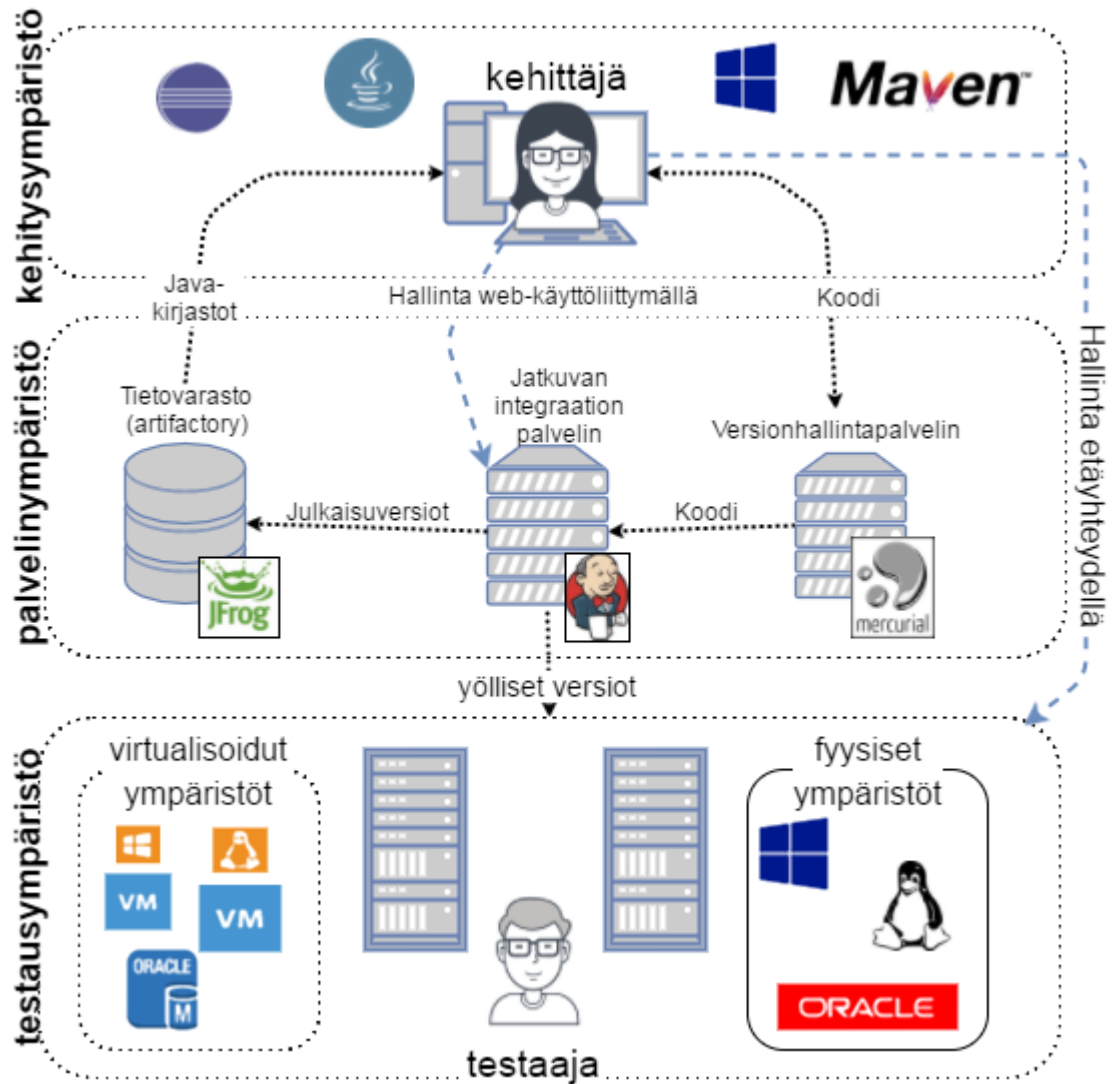 kehitysympäristö
kehittäjä
Maven™
Java-
kirjastot
Hallinta web-käyttöliittymällä
Koodi
Hallinta etäyhteydellä
palvelinympäristö
Tietovarasto
(artifactory)
Jatkuvan
integraation
palvelin
Versionhallintapalvelin
Julkaisuversiot
Koodi
JFrog
mercurial
yölliset versiot
testausympäristö
virtualisoidut
ympäristöt
fyysiset
ympäristöt
VM
VM
ORACLE
M
ORACLE
testaaja